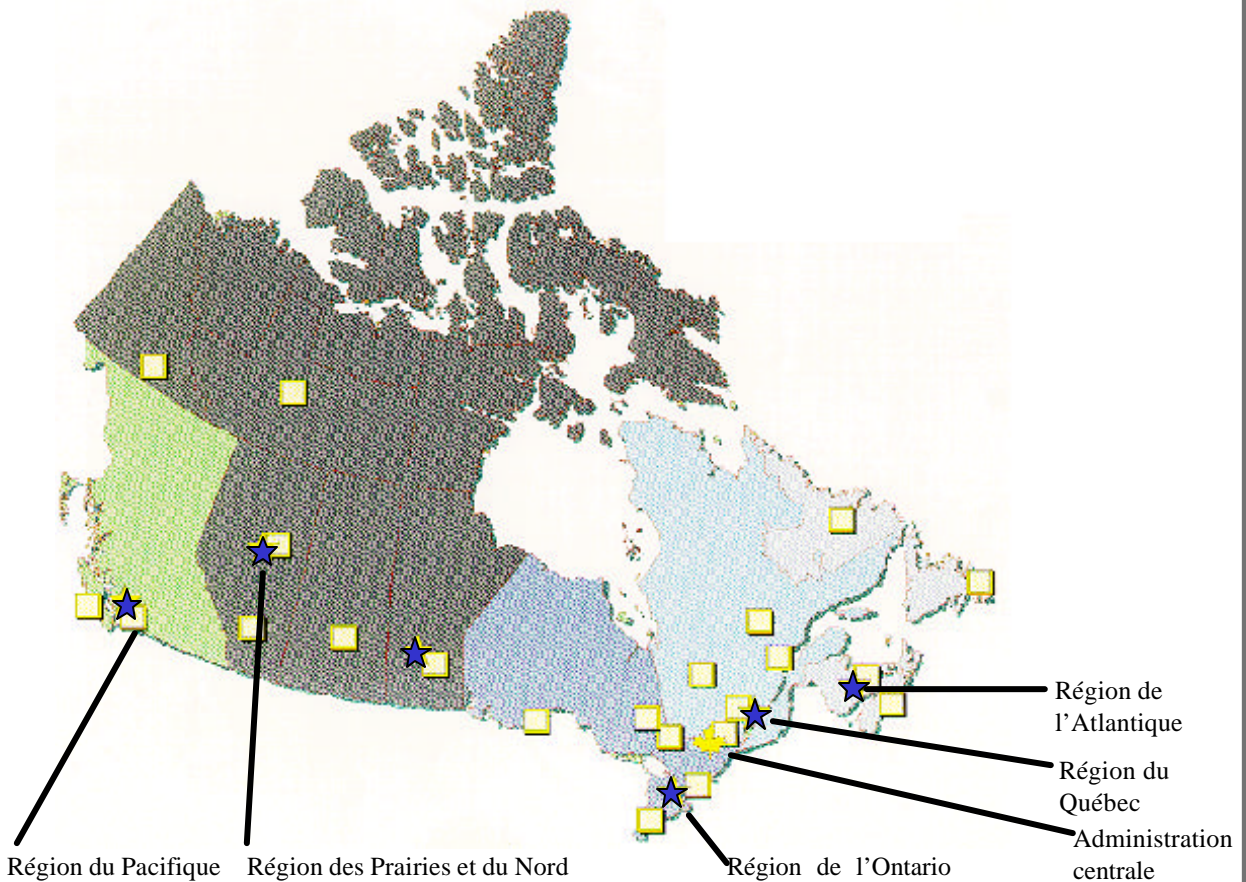 Région de
l'Atlantique
Région du
Québec
Administration
centrale
Région du Pacifique
Région des Prairies et du Nord
Région de l'Ontario